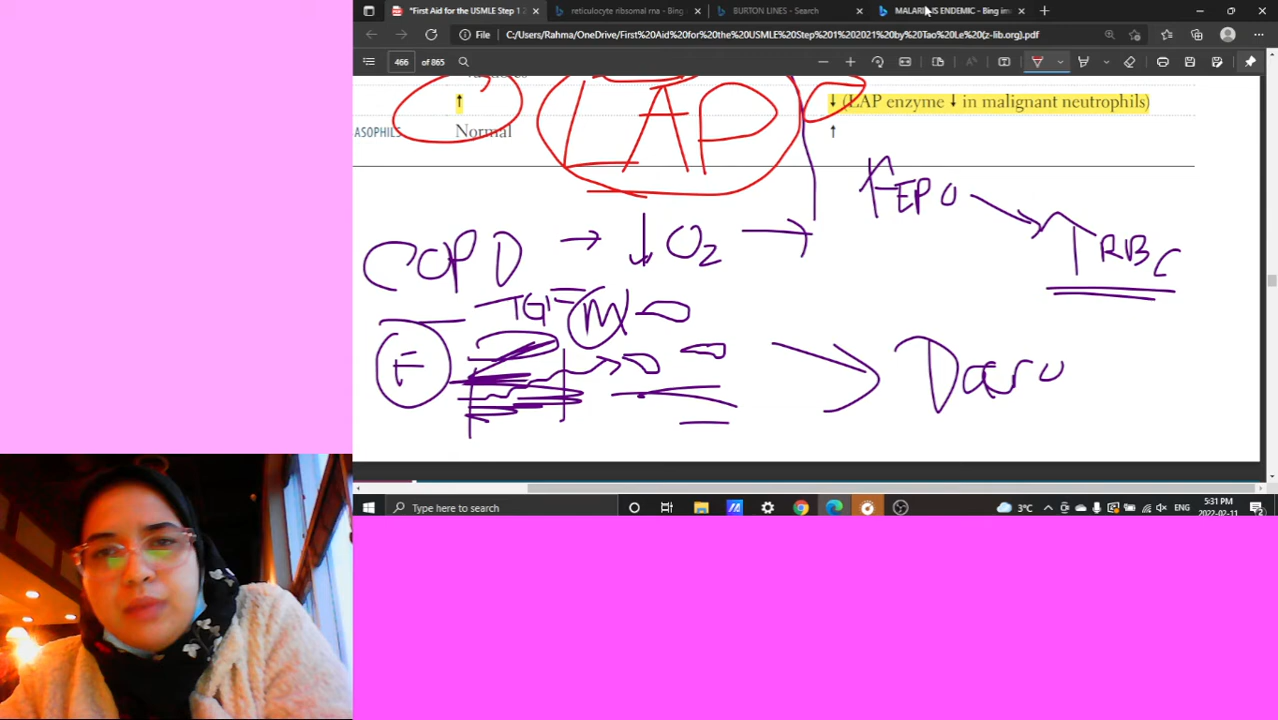 "First Aid for the USMLE Step 1
reticulocyte ribosomal rna - Bing
BURTON LINES - Search
MALARIA IS ENDEMIC - Bing im
File
C:/Users/Rahma/OneDrive/First%20Aid%20for%20the%20USMLE%20Step%201%202021%20by%20Tao%20Le%20(z-lib.org).pdf
466 of 865
↑
LAP
↓ (LAP enzyme ↓ in malignant neutrophils)
ASOPHILS
Normal
↑
↑ EPO
↑ RBC
COPD → ↓ O2 →
TGF
M
F
Type here to search
3°C
ENG
5:31 PM
2022-02-11